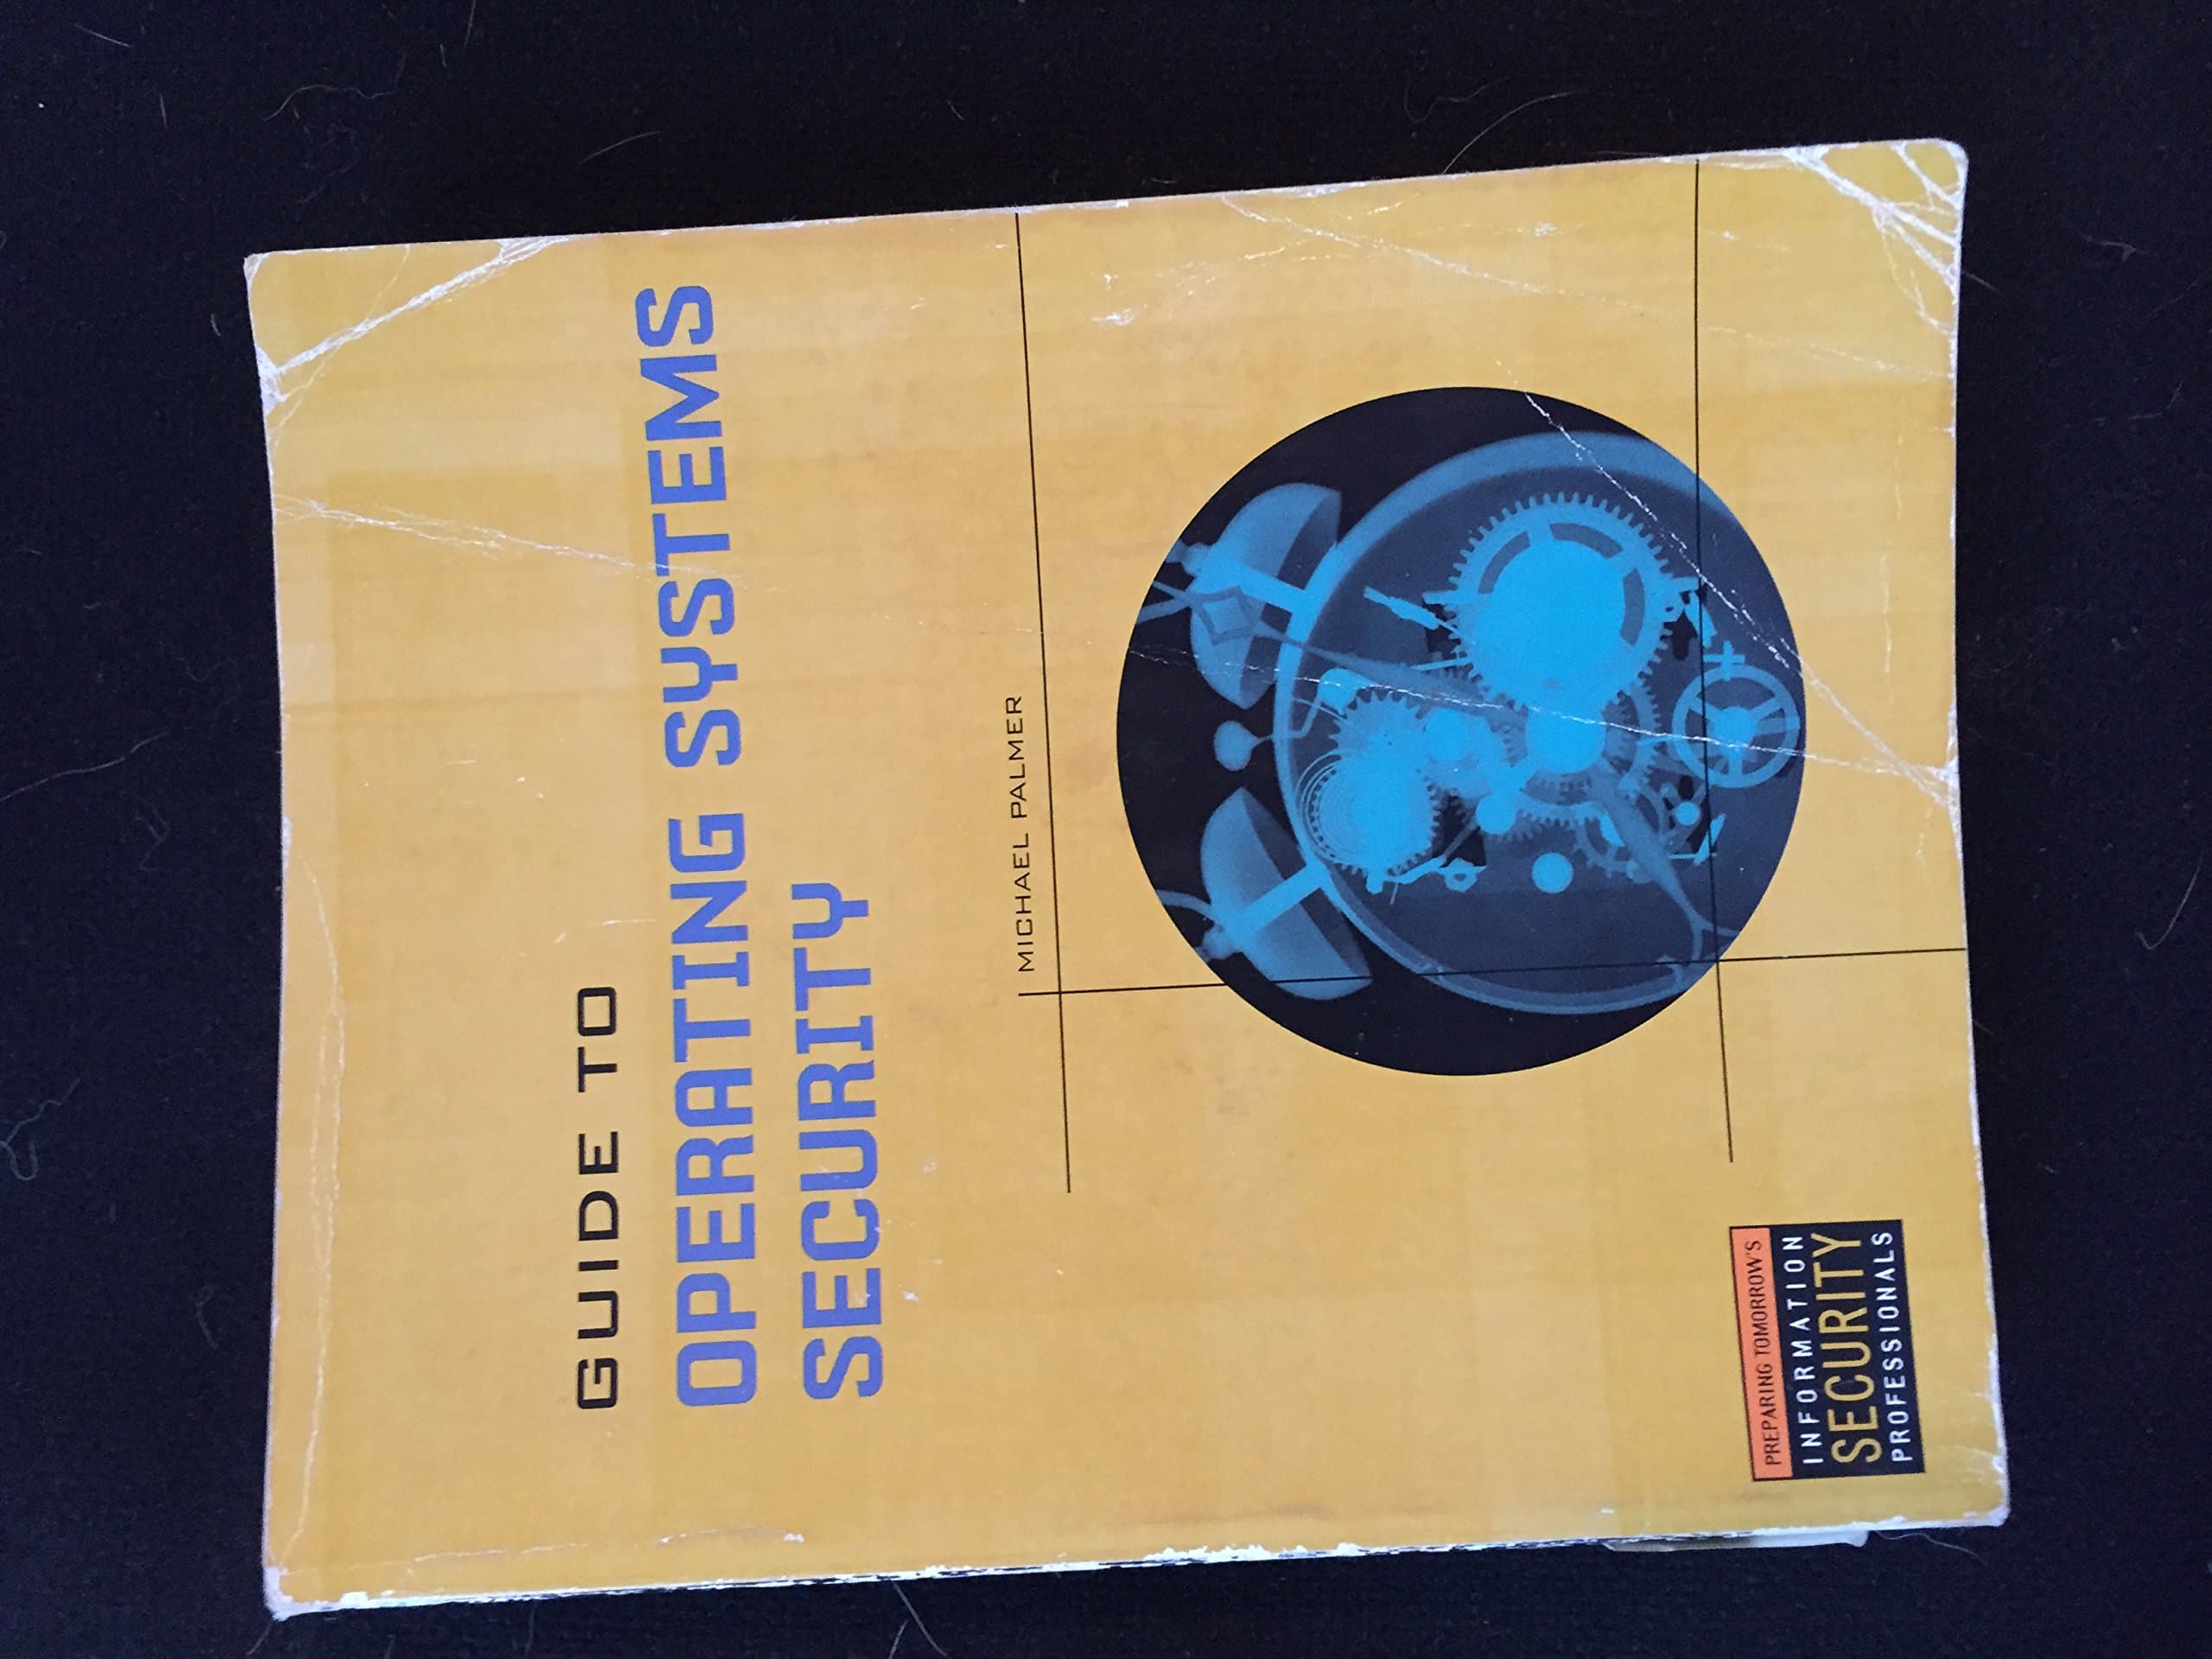 GUIDE TO
OPERATING SYSTEMS
SECURITY
MICHAEL PALMER
PREPARING TOMORROW'S
INFORMATION
SECURITY
PROFESSIONALS